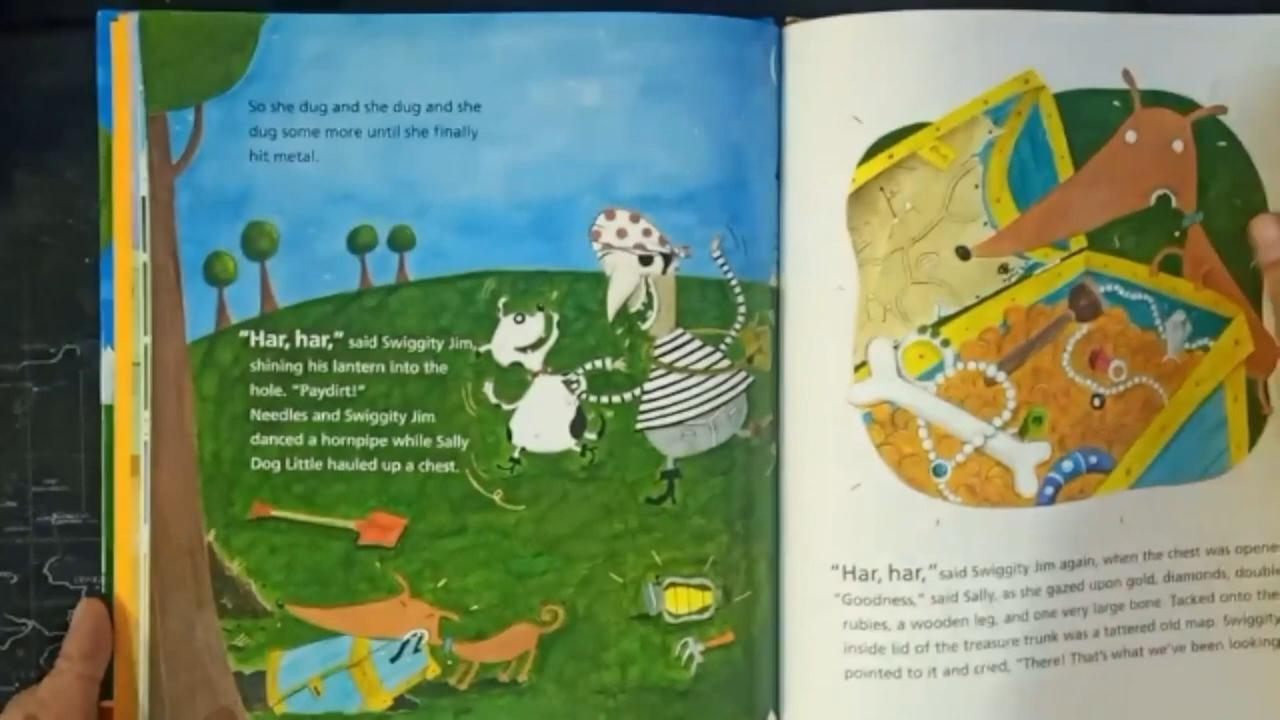 So she dug and she dug and she
dug some more until she finally
hit metal.
"Har, har," said Swiggity Jim,
shining his lantern into the
hole. "Paydirt!"
Needles and Swiggity Jim
danced a hornpipe while Sally
Dog Little hauled up a chest.
"Har, har," said Swiggity Jim again, when the chest was opene
"Goodness," said Sally, as she gazed upon gold, diamonds, double
rubies, a wooden leg, and one very large bone. Tacked onto the
inside lid of the treasure trunk was a tattered old map. Swiggity
pointed to it and cried, "There! That's what we've been looking